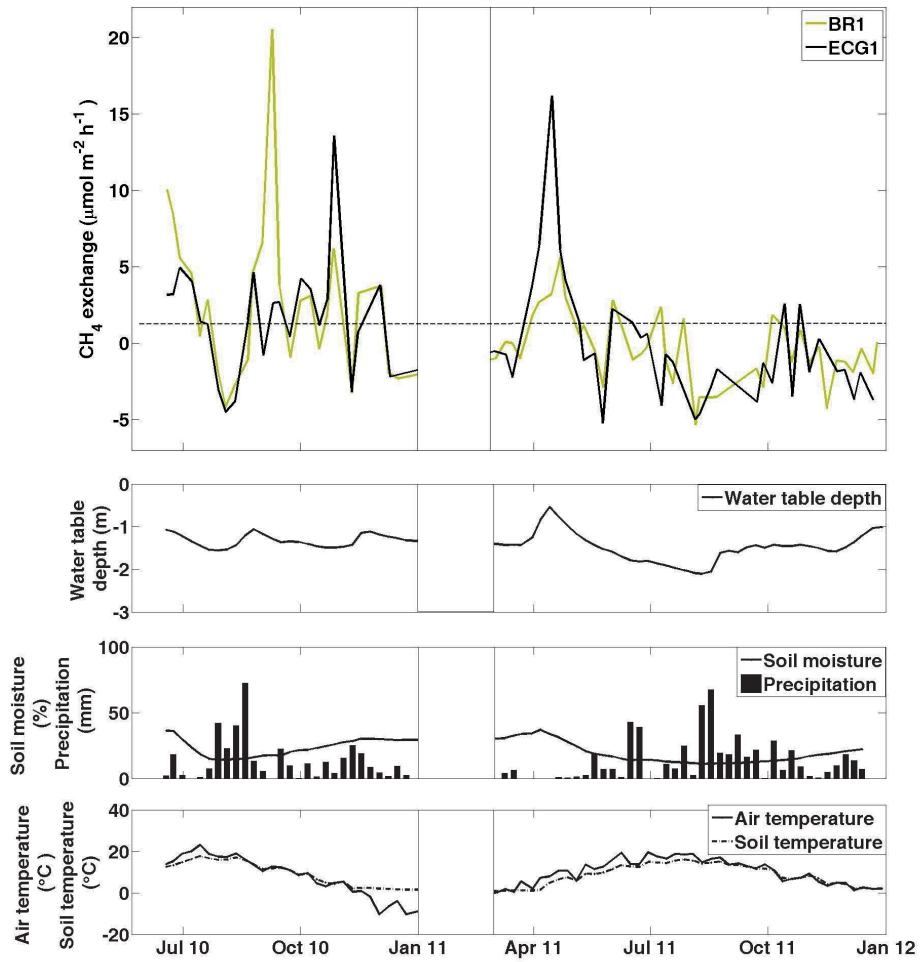 BR1
ECG1
20
15
10
5
0
-5
CH4 exchange (μmol m-2 h-1)
Water table depth
0
-1
-2
-3
Water table
depth (m)
Soil moisture
Precipitation
100
50
0
Soil moisture
(%)
Precipitation
(mm)
Air temperature
Soil temperature
40
20
0
-20
Air temperature
(°C )
Soil temperature
(°C)
Jul 10
Oct 10
Jan 11
Apr 11
Jul 11
Oct 11
Jan 12